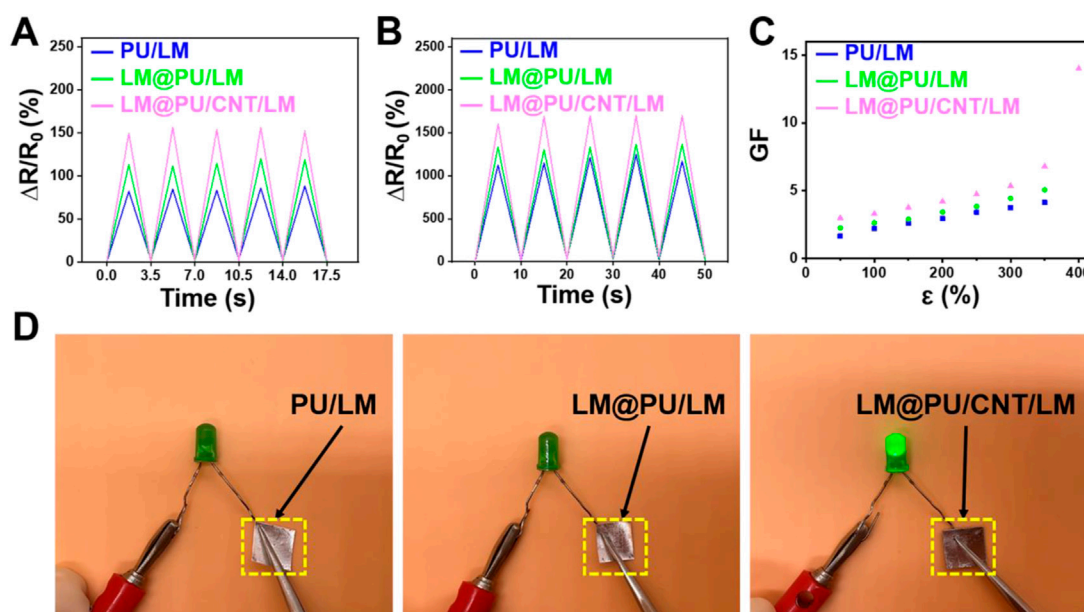 A
PU/LM
LM@PU/LM
LM@PU/CNT/LM
ΔR/R0 (%)
250
200
150
100
50
0
0.0 3.5 7.0 10.5 14.0 17.5
Time (s)
B
PU/LM
LM@PU/LM
LM@PU/CNT/LM
ΔR/R0 (%)
2600
2000
1500
1000
500
0
0 10 20 30 40 50
Time (s)
C
PU/LM
LM@PU/LM
LM@PU/CNT/LM
GF
15
10
5
0
0 100 200 300 400
ε (%)
D
PU/LM
LM@PU/LM
LM@PU/CNT/LM